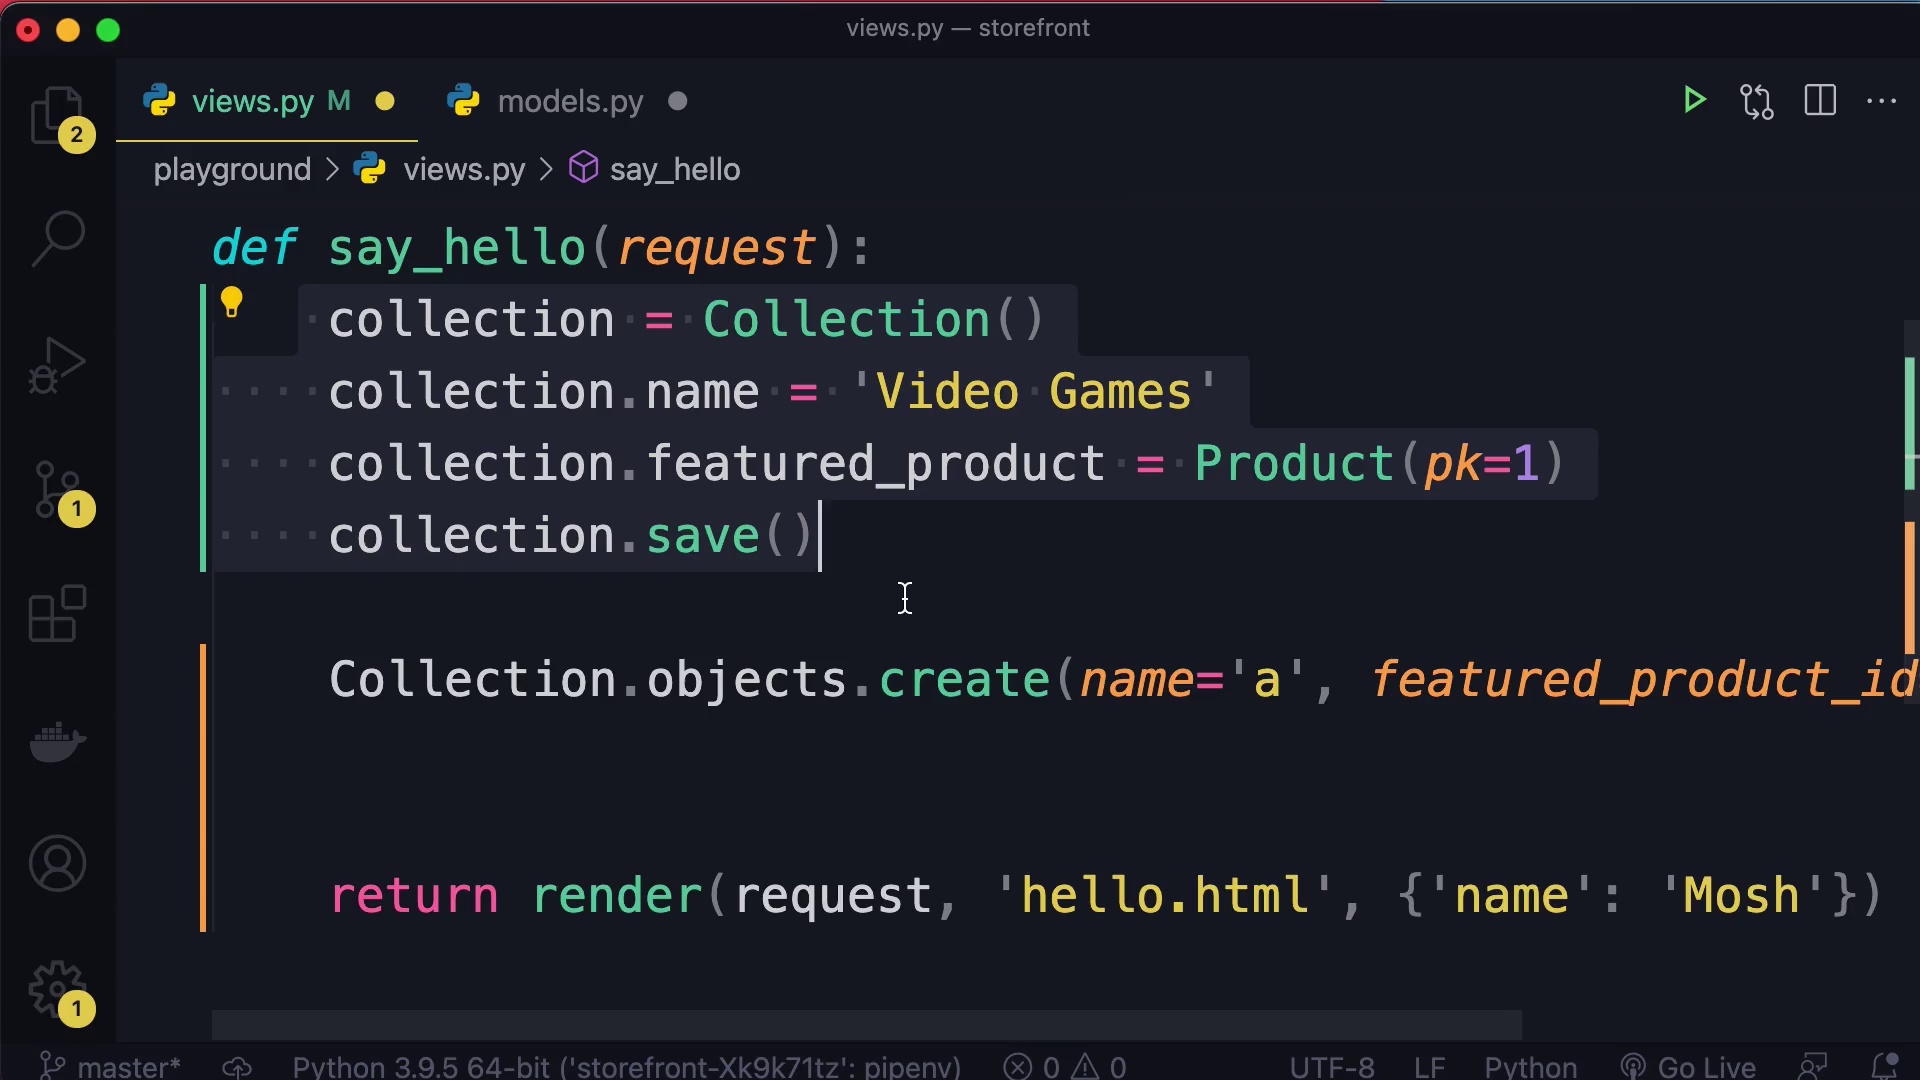 views.py — storefront
views.py M
models.py
playground > views.py > say_hello
2
def say_hello(request):
collection = Collection()
collection.name = 'Video Games'
collection.featured_product = Product(pk=1)
1
collection.save()
Collection.objects.create(name='a', featured_product_id
return render(request, 'hello.html', {'name': 'Mosh'})
1
master* Python 3.9.5 64-bit ('storefront-Xk9k71tz': pipenv) 0 0 UTF-8 LF Python Go Live